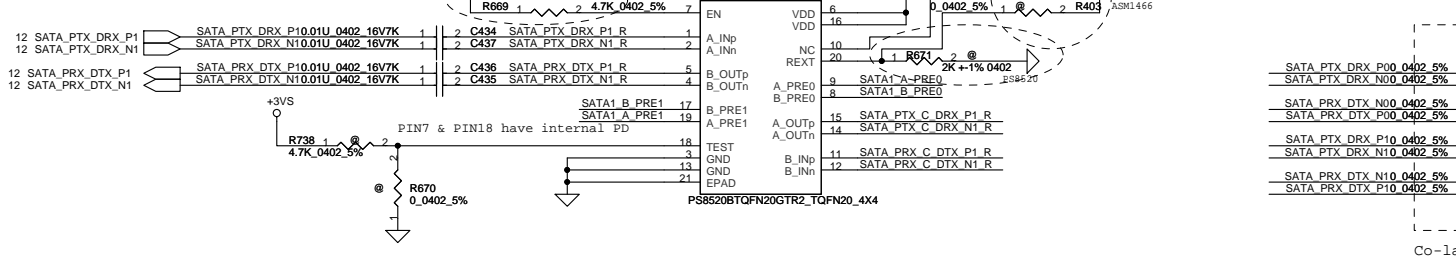 R669 1 2 4.7K_0402_5% 7 EN VDD 6 0_0402_5% 1 @ 2 R403 ASM1466
VDD 16
12 SATA_PTX_DRX_P1 SATA_PTX_DRX_P1 0.01U_0402_16V7K 1 2 C434 SATA_PTX_DRX_P1_R 1 A_INp
12 SATA_PTX_DRX_N1 SATA_PTX_DRX_N1 0.01U_0402_16V7K 1 2 C437 SATA_PTX_DRX_N1_R 2 A_INn NC 10
REXT 20 R671 1 2 @
2K +-1% 0402
PS8520
12 SATA_PRX_DTX_P1 SATA_PRX_DTX_P1 0.01U_0402_16V7K 1 2 C436 SATA_PRX_DTX_P1_R 5 B_OUTp
12 SATA_PRX_DTX_N1 SATA_PRX_DTX_N1 0.01U_0402_16V7K 1 2 C435 SATA_PRX_DTX_N1_R 4 B_OUTn A_PRE0 9 SATA1_A_PRE0
B_PRE0 8 SATA1_B_PRE0
+3VS
SATA1_B_PRE1 17 B_PRE1
SATA1_A_PRE1 19 A_PRE1 A_OUTp 15 SATA_PTX_C_DRX_P1_R
PIN7 & PIN18 have internal PD A_OUTn 14 SATA_PTX_C_DRX_N1_R
R738 1 @ 2 18 TEST
4.7K_0402_5% 3 GND B_INp 11 SATA_PRX_C_DTX_P1_R
13 GND B_INn 12 SATA_PRX_C_DTX_N1_R
21 EPAD
2 @ R670 1
0_0402_5%
PS8520BTQFN20GTR2_TQFN20_4X4
SATA_PTX_DRX_P0 0_0402_5%
SATA_PTX_DRX_N0 0_0402_5%
SATA_PRX_DTX_N0 0_0402_5%
SATA_PRX_DTX_P0 0_0402_5%
SATA_PTX_DRX_P1 0_0402_5%
SATA_PTX_DRX_N1 0_0402_5%
SATA_PRX_DTX_N1 0_0402_5%
SATA_PRX_DTX_P1 0_0402_5%
Co-la